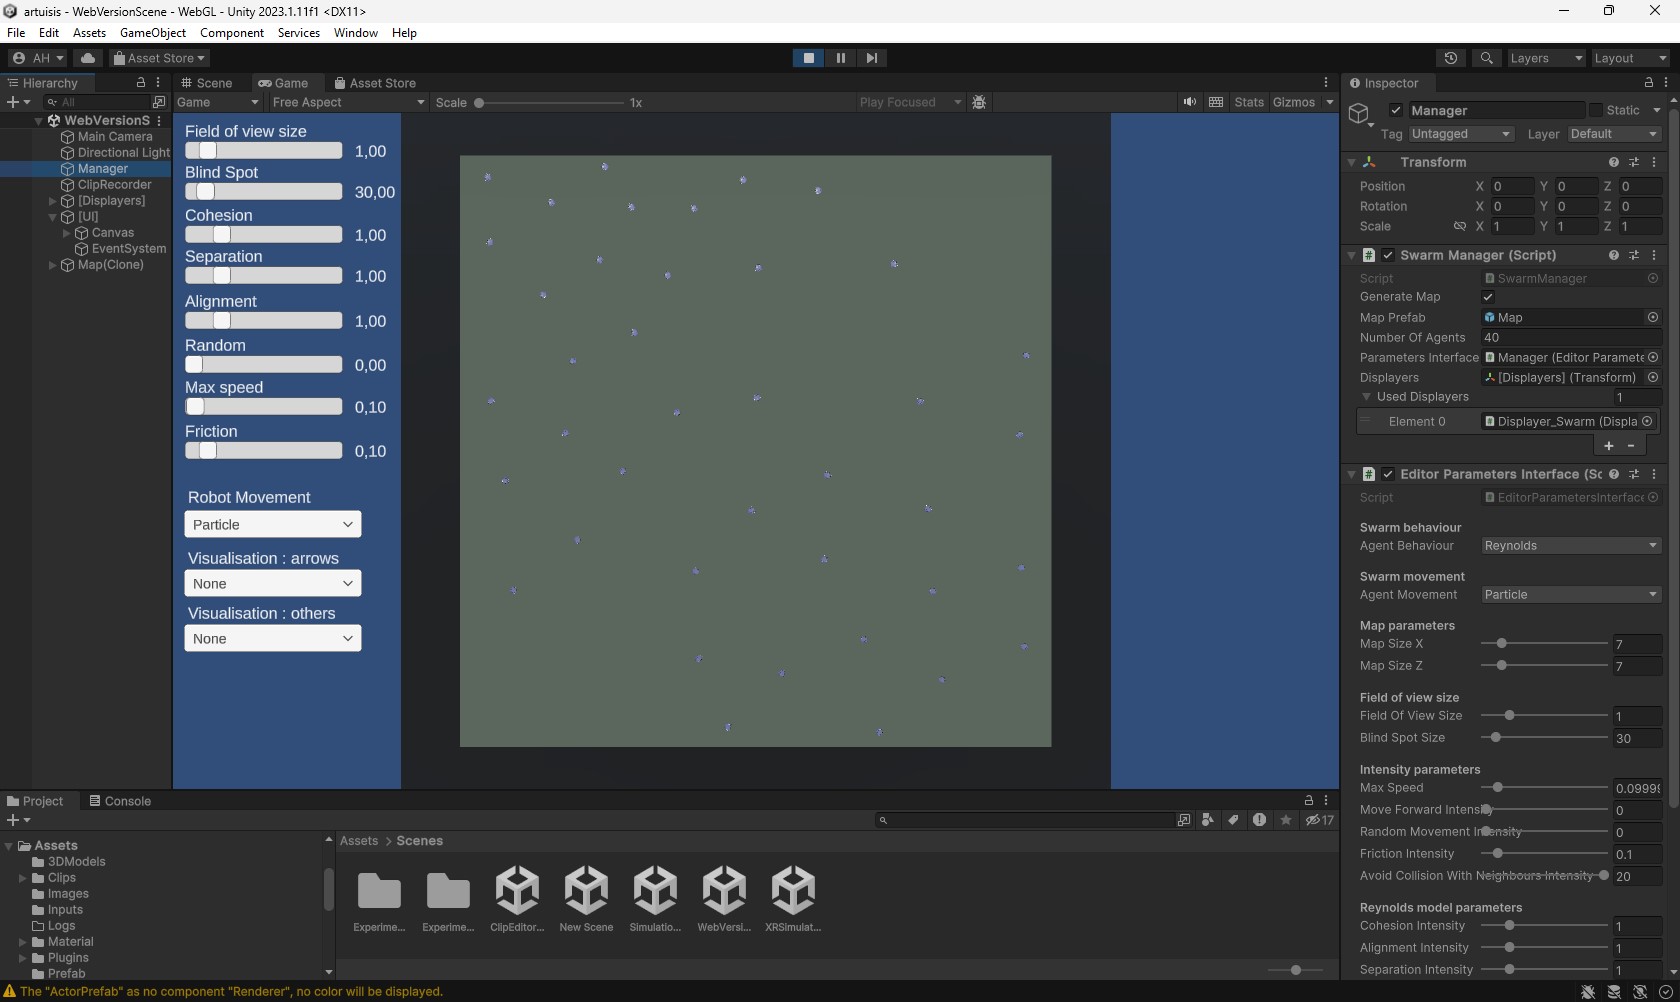 artuisis - WebVersionScene - WebGL - Unity 2023.1.11f1 <DX11>
File Edit Assets GameObject Component Services Window Help
AH Asset Store Layers Layout
Hierarchy
All
WebVersionS
Main Camera
Directional Light
Manager
ClipRecorder
[Displayers]
[UI]
Canvas
EventSystem
Map(Clone)
Scene Game Asset Store
Game Free Aspect Scale 1x Play Focused Stats Gizmos
Field of view size
1,00
Blind Spot
30,00
Cohesion
1,00
Separation
1,00
Alignment
1,00
Random
0,00
Max speed
0,10
Friction
0,10
Robot Movement
Particle
Visualisation : arrows
None
Visualisation : others
None
Inspector
Manager Static
Tag Untagged Layer Default
Transform
Position X 0 Y 0 Z 0
Rotation X 0 Y 0 Z 0
Scale X 1 Y 1 Z 1
Swarm Manager (Script)
Script SwarmManager
Generate Map
Map Prefab Map
Number Of Agents 40
Parameters Interface Manager (Editor Paramete
Displayers [Displayers] (Transform)
Used Displayers 1
Element 0 Displayer_Swarm (Displa
+ -
Editor Parameters Interface (Sc
Script EditorParametersInterface
Swarm behaviour
Agent Behaviour Reynolds
Swarm movement
Agent Movement Particle
Map parameters
Map Size X 7
Map Size Z 7
Field of view size
Field Of View Size 1
Blind Spot Size 30
Intensity parameters
Max Speed 0.09999
Move Forward Intensity 0
Random Movement Intensity 0
Friction Intensity 0.1
Avoid Collision With Neighbours Intensity 20
Reynolds model parameters
Cohesion Intensity 1
Alignment Intensity 1
Separation Intensity 1
Project Console
17
Assets
3DModels
Clips
Images
Inputs
Logs
Material
Plugins
Prefab
Assets > Scenes
Experime... Experime... ClipEditor... New Scene Simulatio... WebVersi... XRSimulat...
The "ActorPrefab" as no component "Renderer", no color will be displayed.